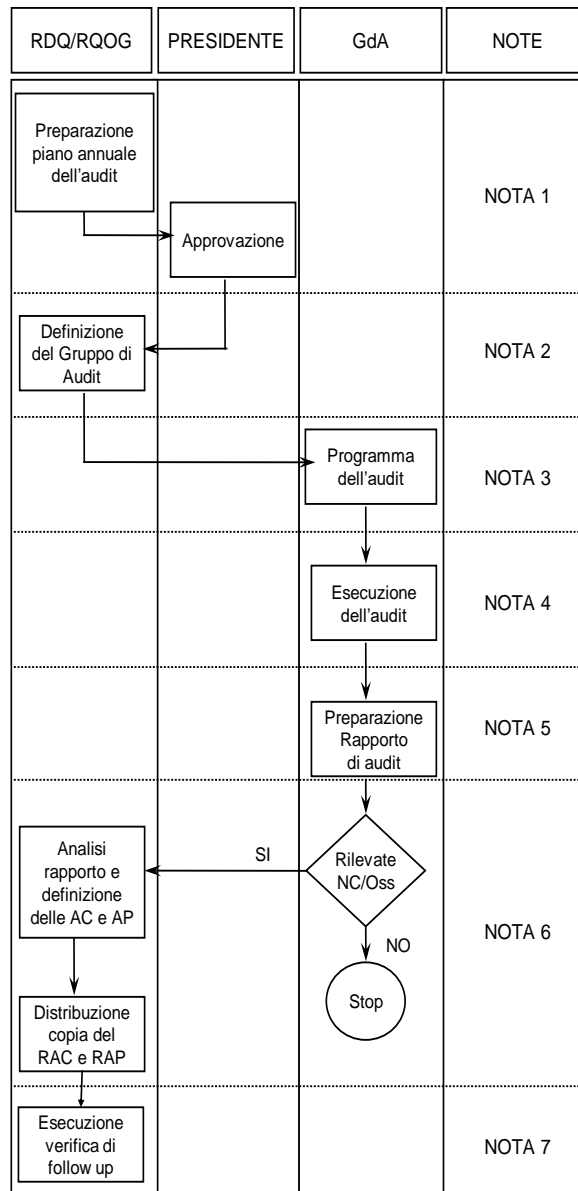 RDQ/RQOG PRESIDENTE GdA NOTE
Preparazione
piano annuale
dell'audit
NOTA 1
Approvazione
Definizione
del Gruppo di
Audit
NOTA 2
Programma
dell'audit
NOTA 3
Esecuzione
dell'audit
NOTA 4
Preparazione
Rapporto
di audit
NOTA 5
Analisi
rapporto e
definizione
delle AC e AP
SI
Rilevate
NC/Oss
NOTA 6
NO
Stop
Distribuzione
copia del
RAC e RAP
Esecuzione
verifica di
follow up
NOTA 7